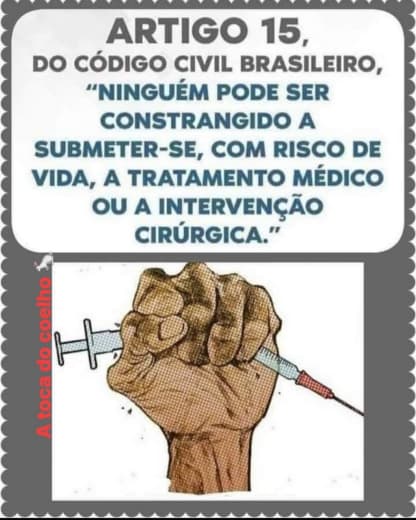 ARTIGO 15,
DO CÓDIGO CIVIL BRASILEIRO,
“NINGUÉM PODE SER
CONSTRANGIDO A
SUBMETER-SE, COM RISCO DE
VIDA, A TRATAMENTO MÉDICO
OU A INTERVENÇÃO
CIRÚRGICA.”
A toca do coelho